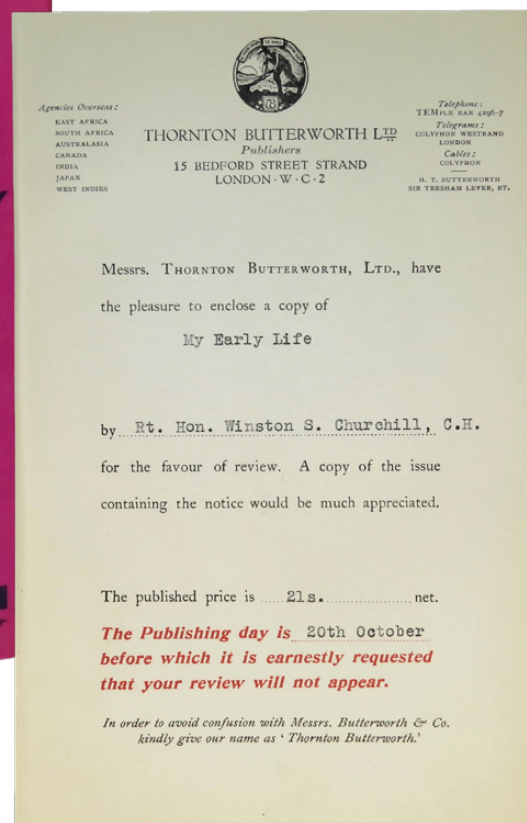 Agencies Overseas:
EAST AFRICA
SOUTH AFRICA
AUSTRALASIA
CANADA
INDIA
JAPAN
WEST INDIES
THORNTON BUTTERWORTH LTD
Publishers
15 BEDFORD STREET STRAND
LONDON · W · C · 2
Telephone:
TEMPLE BAR 4196-7
Telegrams:
COLYPHON WESTRAND
LONDON
Cables:
COLYPHON
H. T. BUTTERWORTH
SIR TRESHAM LEVER, BT.
Messrs. THORNTON BUTTERWORTH, LTD., have
the pleasure to enclose a copy of
My Early Life
by Rt. Hon. Winston S. Churchill, C.H.
for the favour of review. A copy of the issue
containing the notice would be much appreciated.
The published price is 21s. net.
The Publishing day is 20th October
before which it is earnestly requested
that your review will not appear.
In order to avoid confusion with Messrs. Butterworth & Co.
kindly give our name as ‘ Thornton Butterworth.’